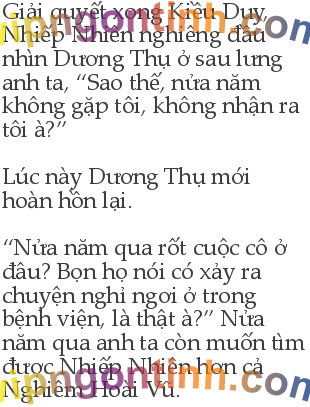 Giải quyết xong Kiều Duy,
Nhiếp Nhiên nghiêng đầu
nhìn Dương Thụ ở sau lưng
anh ta, “Sao thế, nửa năm
không gặp tôi, không nhận ra
tôi à?”

Lúc này Dương Thụ mới
hoàn hồn lại.

“Nửa năm qua rốt cuộc cô ở
đâu? Bọn họ nói có xảy ra
chuyện nghỉ ngơi ở trong
bệnh viện, là thật à?” Nửa
năm qua anh ta còn muốn tìm
được Nhiếp Nhiên hơn cả
Nghiêm Hoài Vũ.
vipngontinh.com
vipngontinh.com